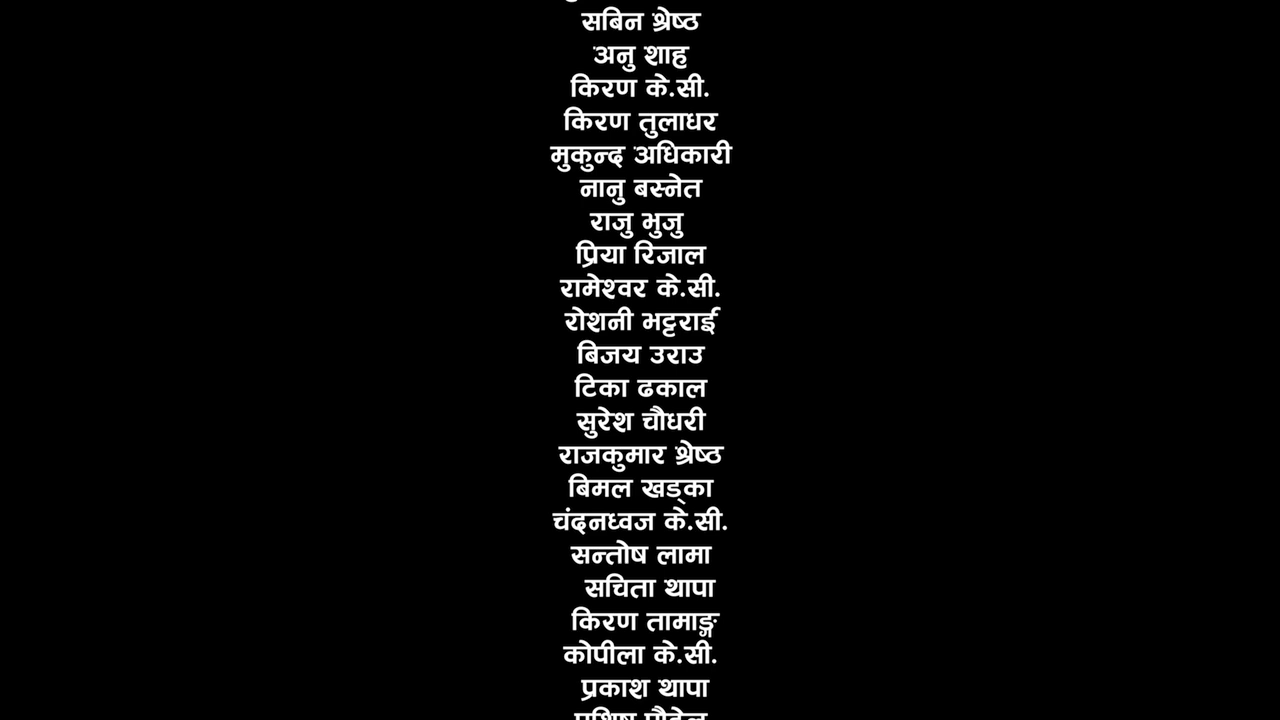 सबिन श्रेष्ठ
अनु शाह
किरण के.सी.
किरण तुलाधर
मुकुन्द अधिकारी
नानु बस्नेत
राजु भुजु
प्रिया रिजाल
रामेश्वर के.सी.
रोशनी भट्टराई
बिजय उराउ
टिका ढकाल
सुरेश चौधरी
राजकुमार श्रेष्ठ
बिमल खड्का
चंदनध्वज के.सी.
सन्तोष लामा
सचिता थापा
किरण तामाङ्ग
कोपीला के.सी.
प्रकाश थापा